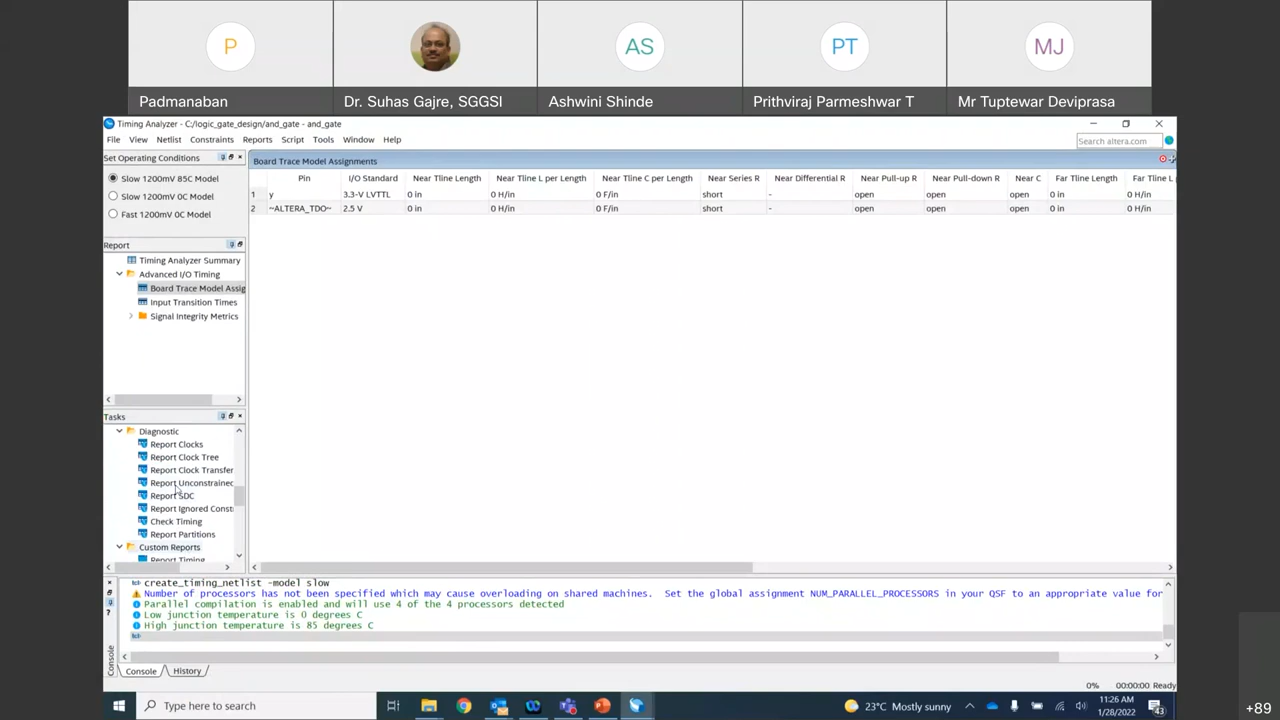 P
AS
PT
MJ
Padmanaban
Dr. Suhas Gajre, SGGSI
Ashwini Shinde
Prithviraj Parmeshwar T
Mr Tuptewar Deviprasa
Timing Analyzer - C:/logic_gate_design/and_gate - and_gate
File View Netlist Constraints Reports Script Tools Window Help
Search altera.com
Set Operating Conditions
Slow 1200mV 85C Model
Slow 1200mV 0C Model
Fast 1200mV 0C Model
Report
Timing Analyzer Summary
Advanced I/O Timing
Board Trace Model Assig
Input Transition Times
Signal Integrity Metrics
Tasks
Diagnostic
Report Clocks
Report Clock Tree
Report Clock Transfer
Report Unconstrained
Report SDC
Report Ignored Const
Check Timing
Report Partitions
Custom Reports
Report Timing
Board Trace Model Assignments
Pin I/O Standard Near Tline Length Near Tline L per Length Near Tline C per Length Near Series R Near Differential R Near Pull-up R Near Pull-down R Near C Far Tline Length Far Tline L
1 y 3.3-V LVTTL 0 in 0 H/in 0 F/in short - open open open 0 in 0 H/in
2 ~ALTERA_TDO~ 2.5 V 0 in 0 H/in 0 F/in short - open open open 0 in 0 H/in
create_timing_netlist -model slow
Number of processors has not been specified which may cause overloading on shared machines. Set the global assignment NUM_PARALLEL_PROCESSORS in your QSF to an appropriate value for
Parallel compilation is enabled and will use 4 of the 4 processors detected
Low junction temperature is 0 degrees C
High junction temperature is 85 degrees C
Console
Console History
0% 00:00:00 Ready
Type here to search
23°C Mostly sunny
11:26 AM
1/28/2022
43
+89